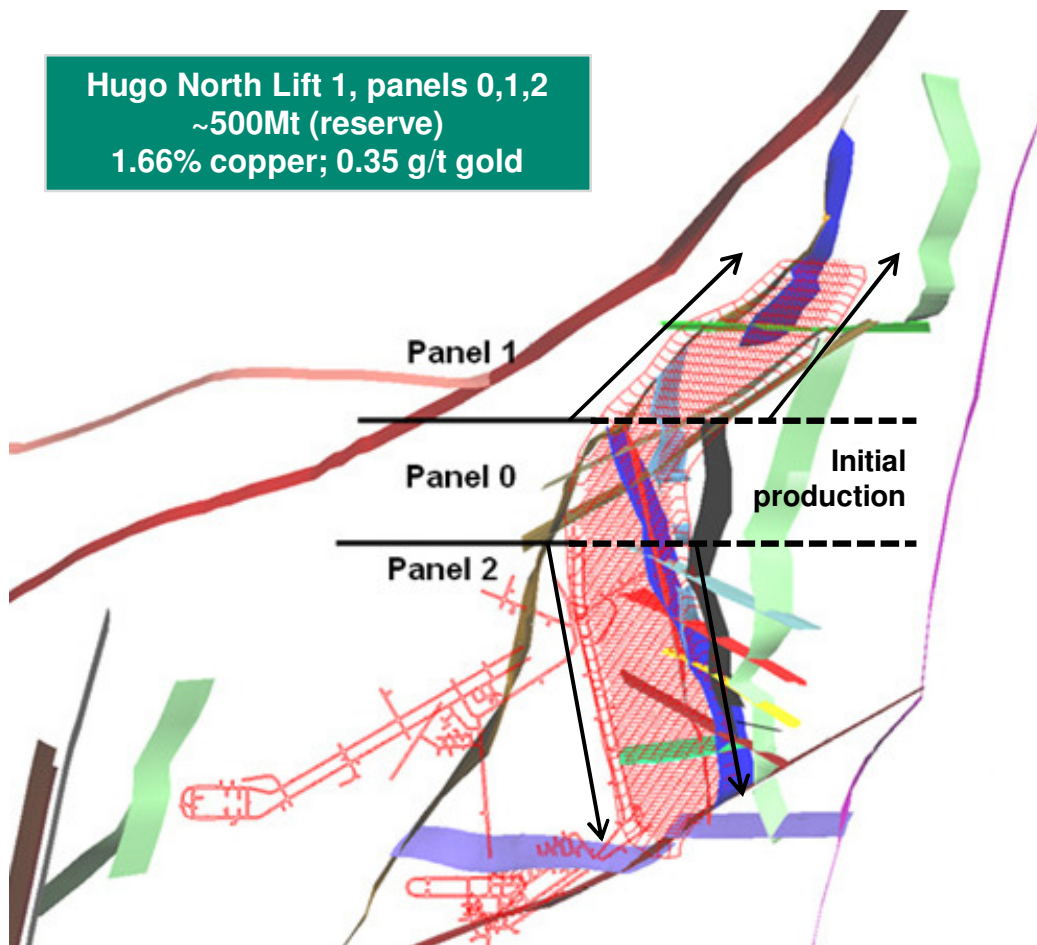 Hugo North Lift 1, panels 0,1,2
~500Mt (reserve)
1.66% copper; 0.35 g/t gold
Panel 1
Panel 0
Initial
production
Panel 2